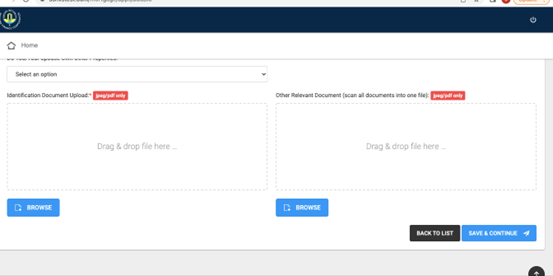 Home
Select an option
Identification Document Upload:* jpeg/pdf only
Other Relevant Document (scan all documents into one file): jpeg/pdf only
Drag & drop file here ...
Drag & drop file here ...
BROWSE
BROWSE
BACK TO LIST
SAVE & CONTINUE